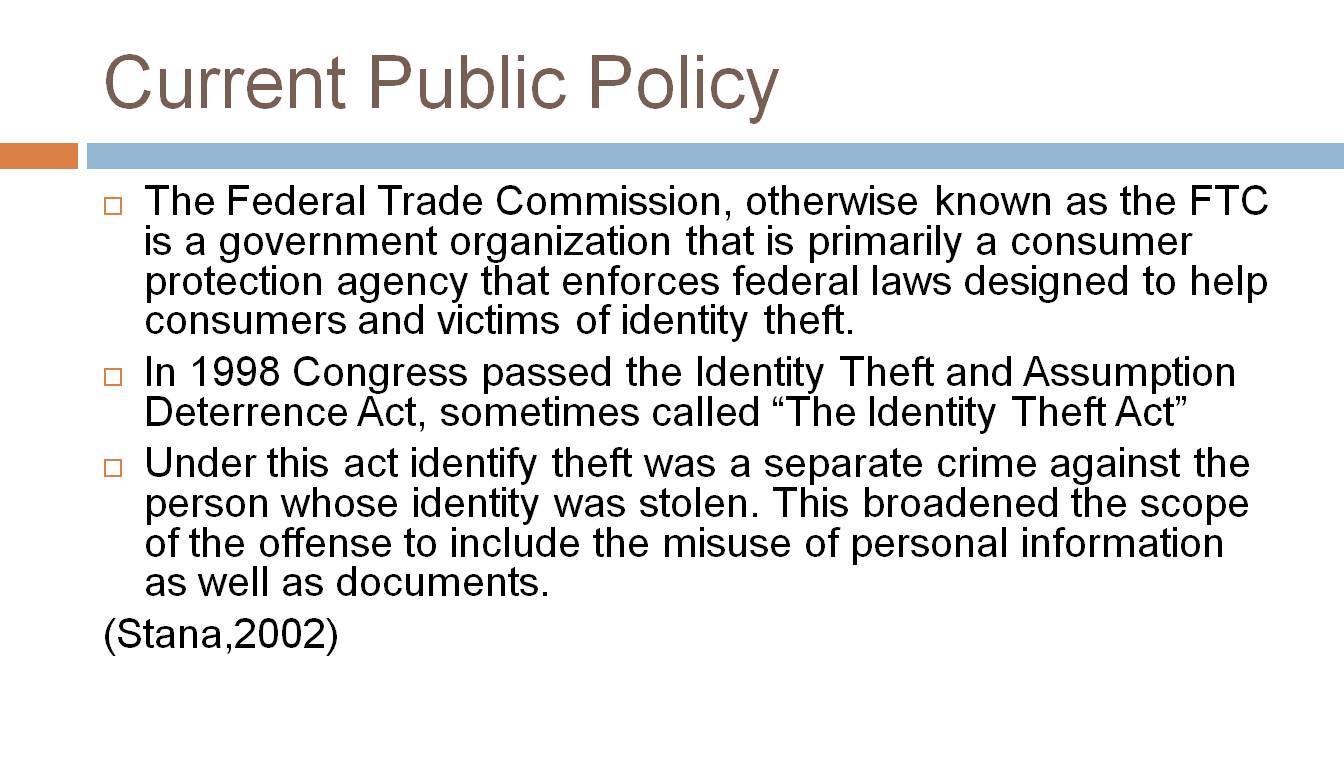 Current Public Policy
The Federal Trade Commission, otherwise known as the FTC
is a government organization that is primarily a consumer
protection agency that enforces federal laws designed to help
consumers and victims of identity theft.
In 1998 Congress passed the Identity Theft and Assumption
Deterrence Act, sometimes called “The Identity Theft Act”
Under this act identify theft was a separate crime against the
person whose identity was stolen. This broadened the scope
of the offense to include the misuse of personal information
as well as documents.
(Stana,2002)